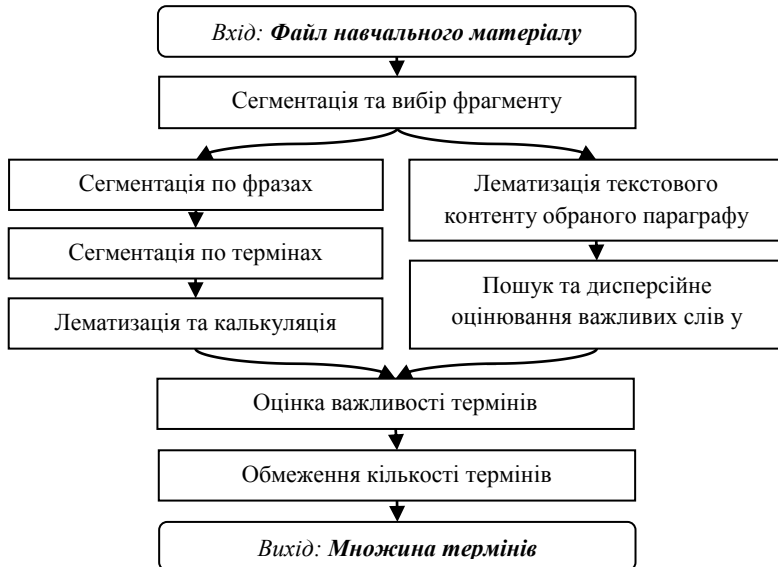 Вхід: Файл навчального матеріалу
Сегментація та вибір фрагменту
Сегментація по фразах
Сегментація по термінах
Лематизація та калькуляція
Лематизація текстового
контенту обраного параграфу
Пошук та дисперсійне
оцінювання важливих слів у
Оцінка важливості термінів
Обмеження кількості термінів
Вихід: Множина термінів